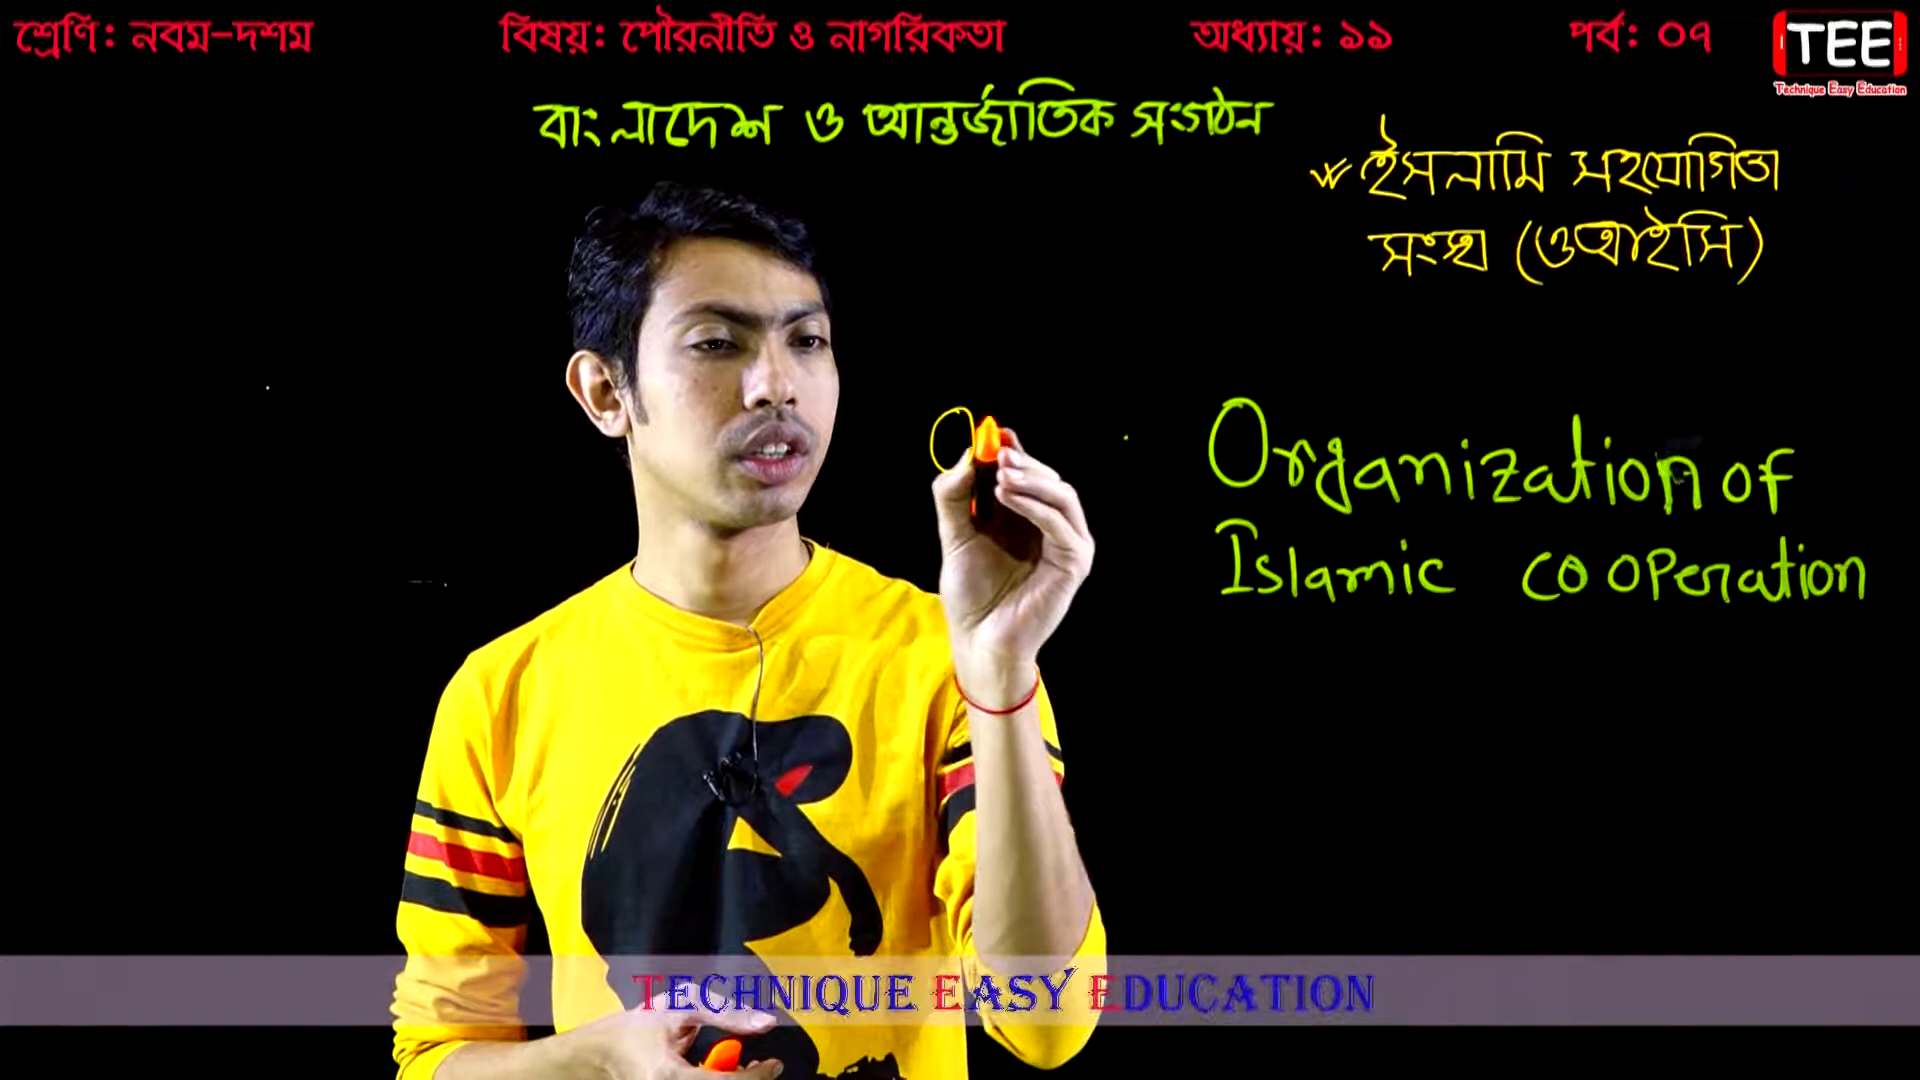 শ্রেণি: নবম-দশম বিষয়: পৌরনীতি ও নাগরিকতা অধ্যায়: ১১ পর্ব: ০৭
TEE
Technique Easy Education
বাংলাদেশ ও আন্তর্জাতিক সংগঠন
ইসলামি সহযোগিতা
সংস্থা (ওআইসি)
Organization of
Islamic cooperation
TECHNIQUE EASY EDUCATION